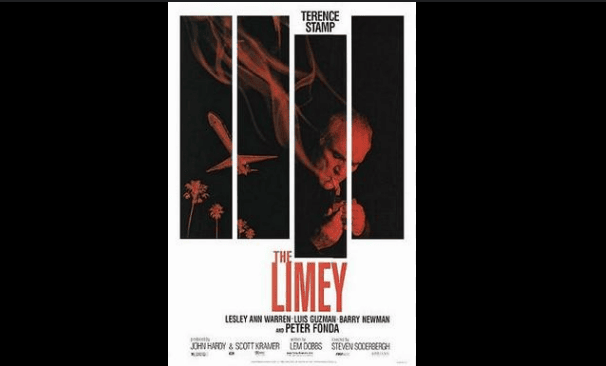 TERENCE
STAMP
THE
LIMEY
LESLEY ANN WARREN · LUIS GUZMAN · BARRY NEWMAN
AND PETER FONDA
JOHN HARDY & SCOTT KRAMER LEM DOBBS STEVEN SODERBERGH